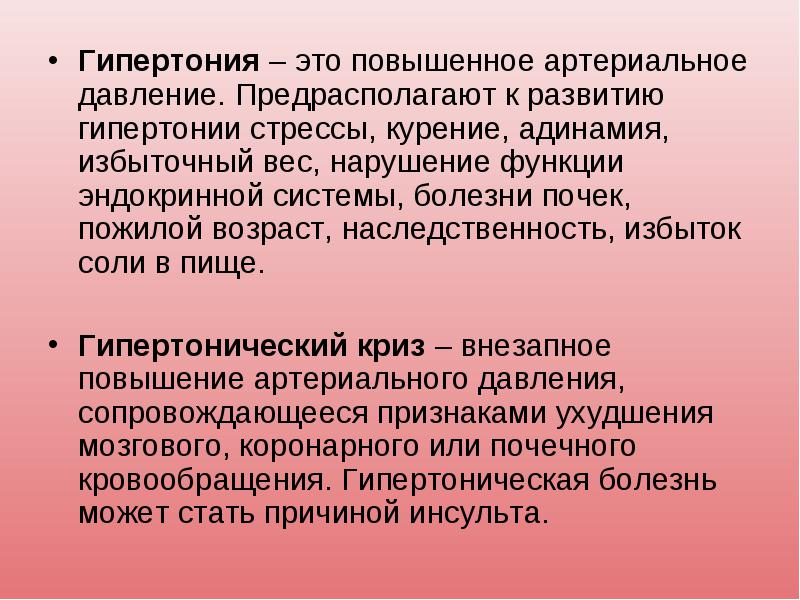 • Гипертония – это повышенное артериальное
давление. Предрасполагают к развитию
гипертонии стрессы, курение, адинамия,
избыточный вес, нарушение функции
эндокринной системы, болезни почек,
пожилой возраст, наследственность, избыток
соли в пище.
• Гипертонический криз – внезапное
повышение артериального давления,
сопровождающееся признаками ухудшения
мозгового, коронарного или почечного
кровообращения. Гипертоническая болезнь
может стать причиной инсульта.